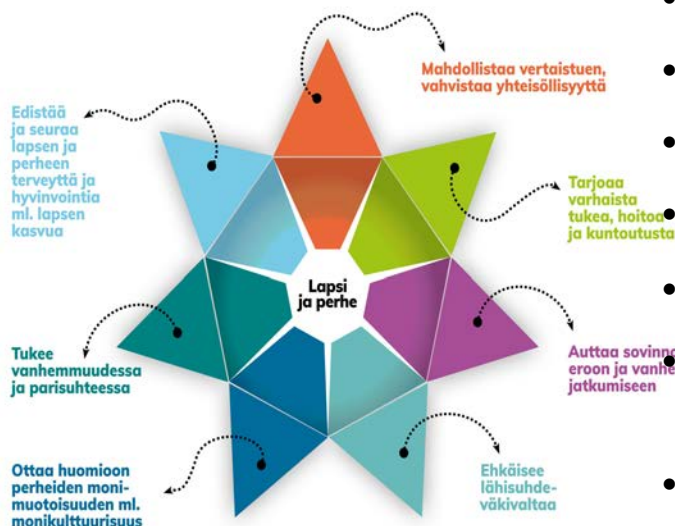 Mahdollistaa vertaistuen,
vahvistaa yhteisöllisyyttä
Edistää
ja seuraa
lapsen ja
perheen
terveyttä ja
hyvinvointia
ml. lapsen
kasvua
Tarjoaa
varhaista
tukea, hoitoa
ja kuntoutusta
Lapsi
ja perhe
Tukee
vanhemmuudessa
ja parisuhteessa
Auttaa
eroon ja
jatkumiseen
Ottaa huomioon
perheiden moni-
muotoisuuden ml.
monikulttuurisuus
Ehkäisee
lähisuhde-
väkivaltaa